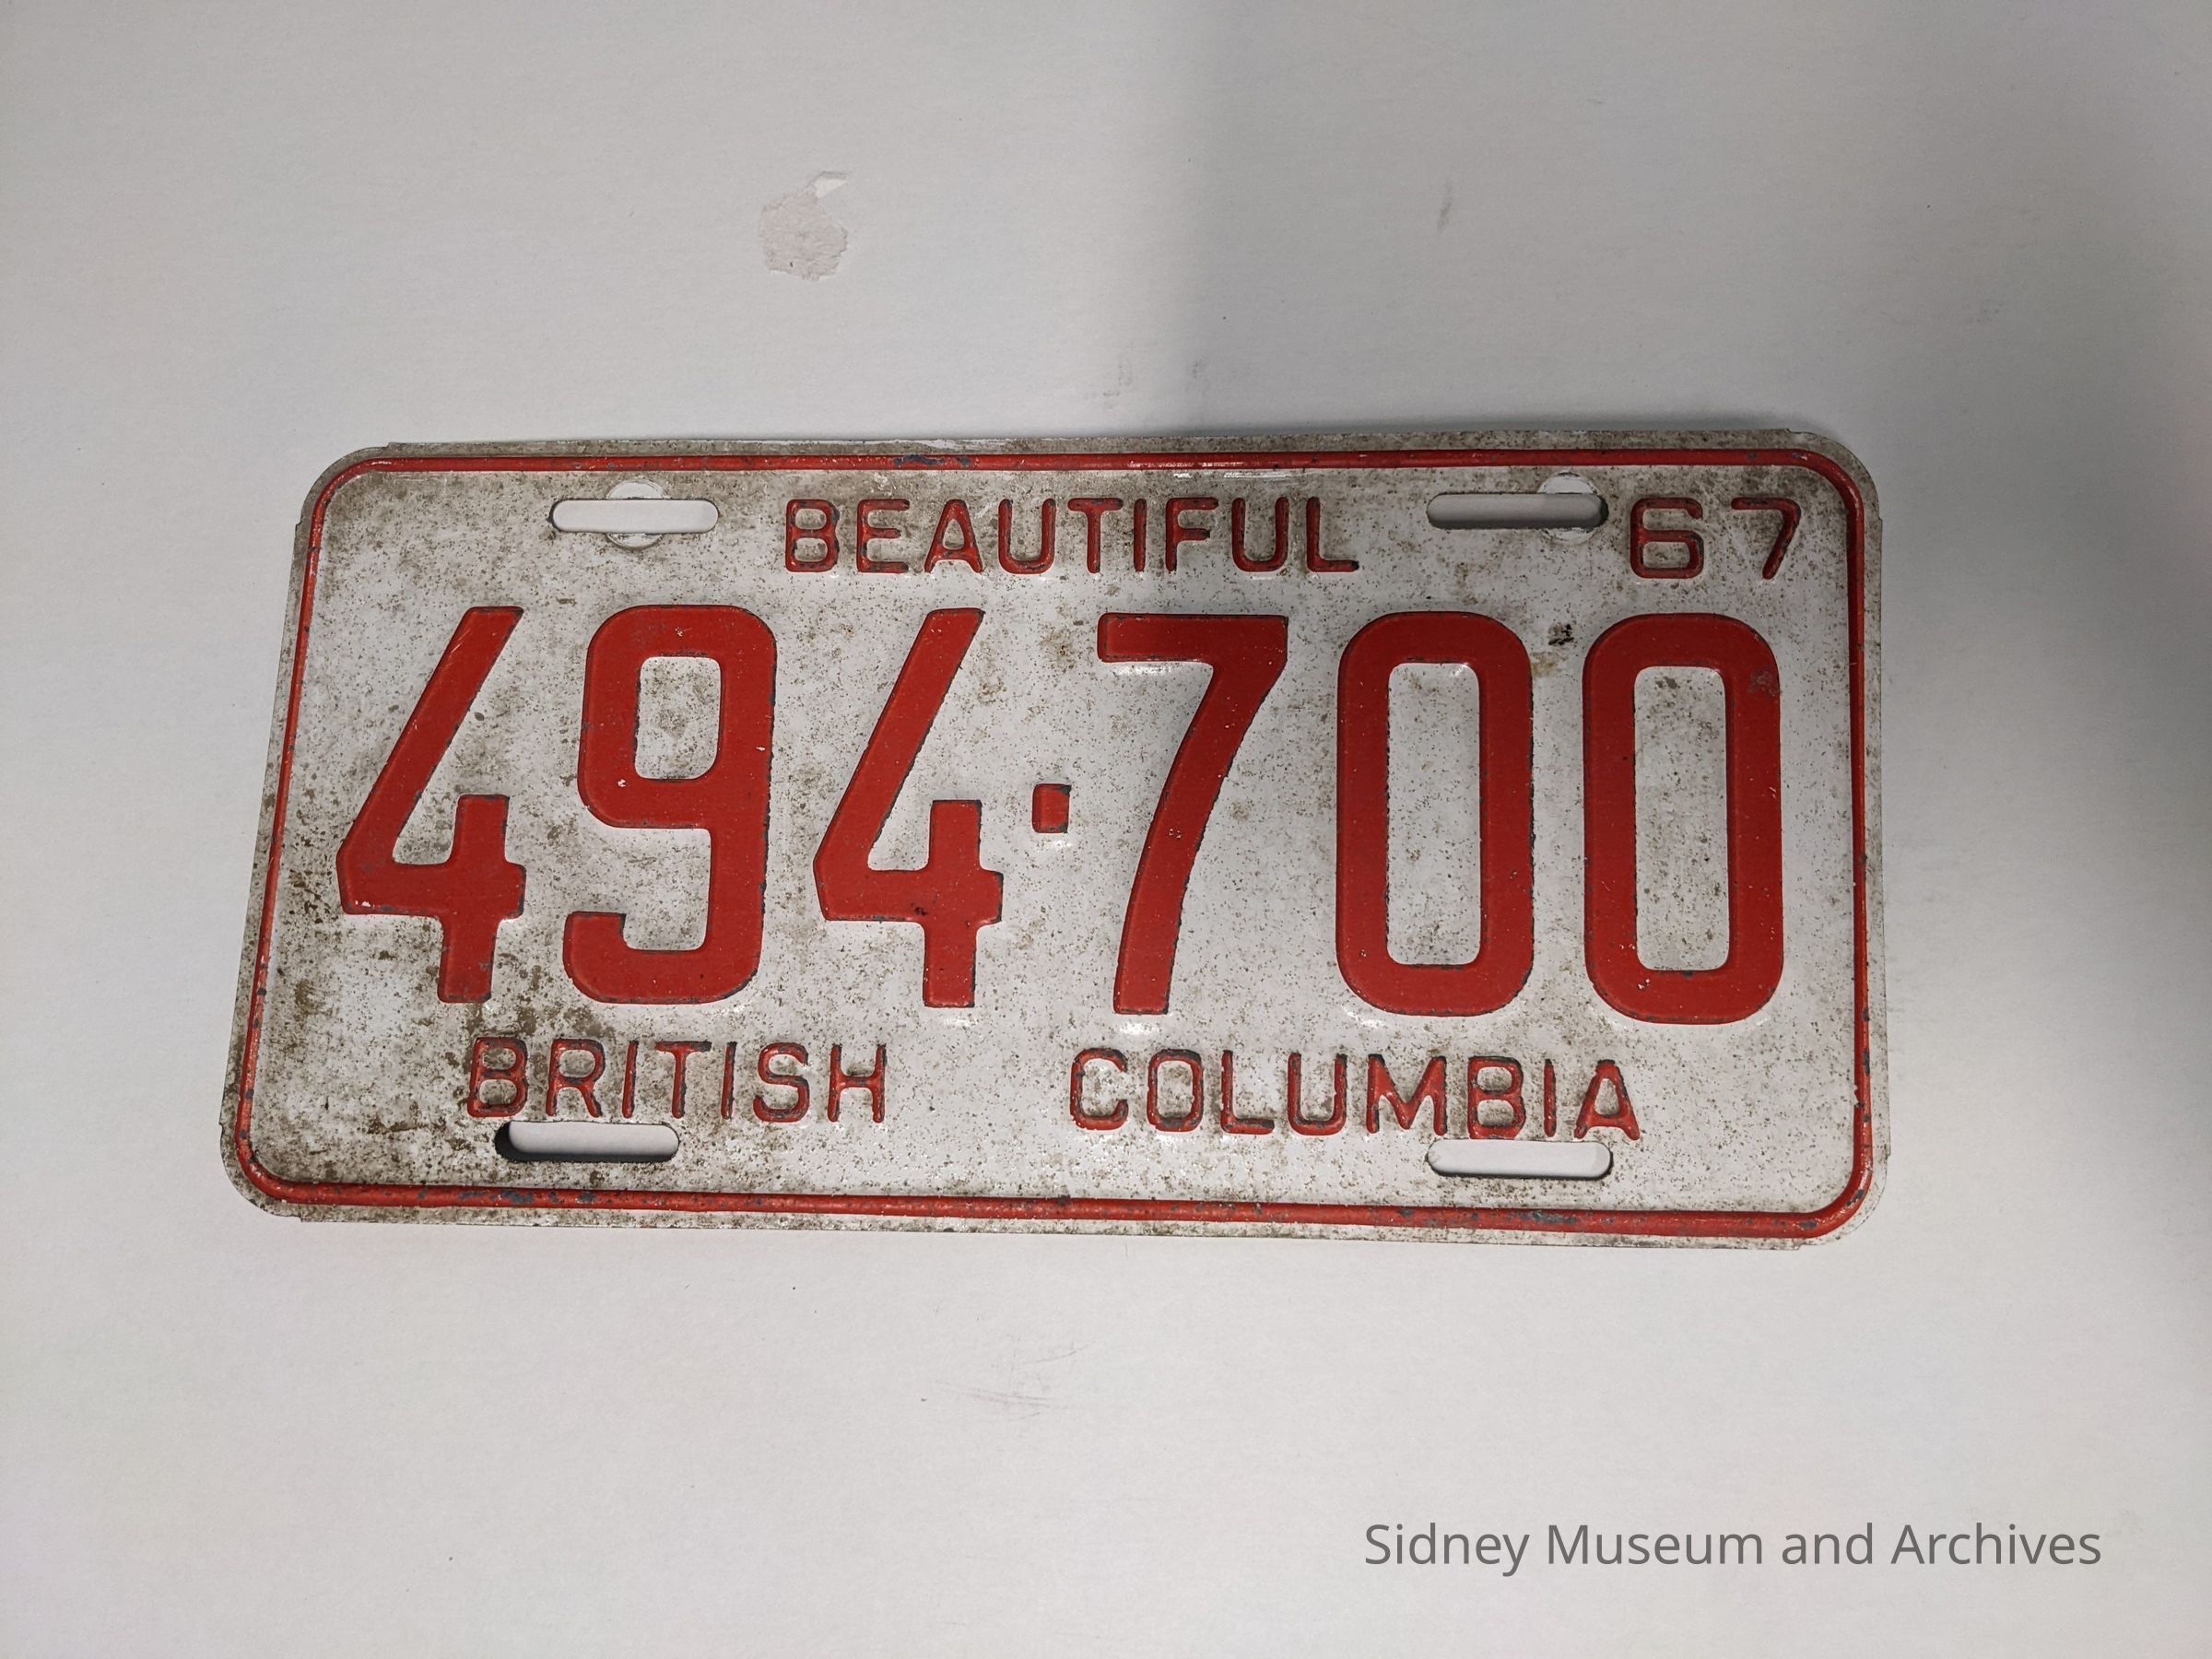 BEAUTIFUL 67
494·700
BRITISH COLUMBIA
Sidney Museum and Archives